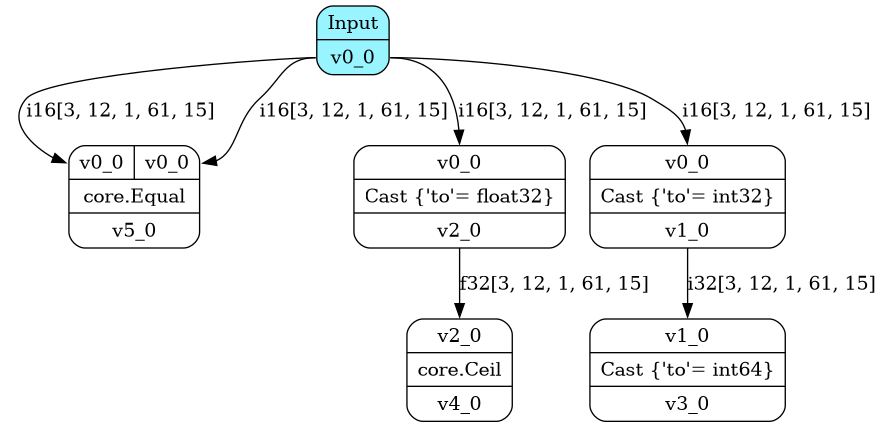 Input
v0_0
i16[3, 12, 1, 61, 15]
i16[3, 12, 1, 61, 15]
i16[3, 12, 1, 61, 15]
i16[3, 12, 1, 61, 15]
v0_0 v0_0
core.Equal
v5_0
v0_0
Cast {'to'= float32}
v2_0
v0_0
Cast {'to'= int32}
v1_0
f32[3, 12, 1, 61, 15]
i32[3, 12, 1, 61, 15]
v2_0
core.Ceil
v4_0
v1_0
Cast {'to'= int64}
v3_0